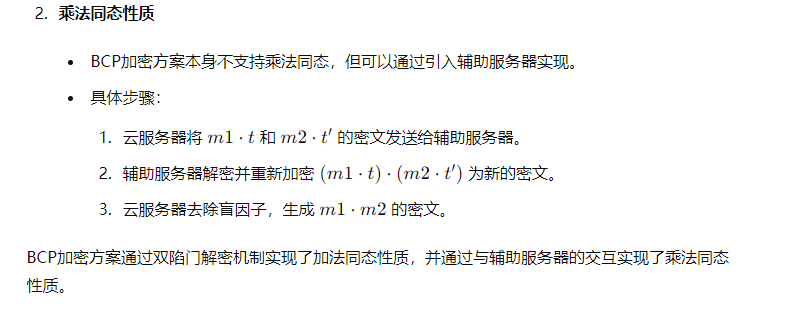 2. 乘法同态性质
• BCP加密方案本身不支持乘法同态，但可以通过引入辅助服务器实现。
• 具体步骤：
1. 云服务器将 m1 · t 和 m2 · t′ 的密文发送给辅助服务器。
2. 辅助服务器解密并重新加密 (m1 · t) · (m2 · t′) 为新的密文。
3. 云服务器去除盲因子，生成 m1 · m2 的密文。
BCP加密方案通过双陷门解密机制实现了加法同态性质，并通过与辅助服务器的交互实现了乘法同态
性质。